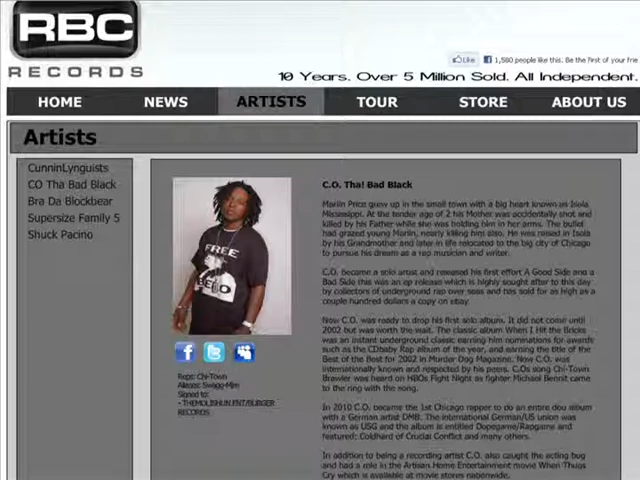 RBC
RECORDS
Like 1,580 people like this. Be the first of your frie
10 Years. Over 5 Million Sold. All Independent.
HOME NEWS ARTISTS TOUR STORE ABOUT US
Artists
CunninLynguists
CO Tha Bad Black
Bra Da Blockbear
Supersize Family 5
Shuck Pacino
FREE
C.O. Tha! Bad Black
Marlin Price grew up in the small town with a big heart known as Isola
Mississippi. At the tender age of 2 his Mother was accidentally shot and
killed by his Father while she was holding him in her arms. The bullet
had grazed young Marlin, nearly killing him also. He was raised in Isola
by his Grandmother and later in life relocated to the big city of Chicago
to pursue his dream as a rap musician and writer.
C.O. became a solo artist and released his first effort A Good Side and a
Bad Side this was an ep release which is highly sought after to this day
by collectors of underground rap over seas and has sold for as high as a
couple hundred dollars a copy on ebay.
Now C.O. was ready to drop his first solo album. It did not come until
2002 but was worth the wait. The classic album When I Hit the Bricks
was an instant underground classic earning him nominations for awards
such as the CDbaby Rap album of the year, and earning the title of the
Best of the Best for 2002 in Murder Dog Magazine. Now C.O. was
internationally known and respected by his peers. C.Os song Chi-Town
Brawler was heard on HBOs Fight Night as fighter Michael Bennit came
to the ring with the song.
In 2010 C.O. became the 1st Chicago rapper to do an entire dou album
with a German artist DMB. The international German/US union was
known as USG and the album is entitled Dopegame/Rapgame and
featured: Coldhard of Crucial Conflict and many others.
In addition to being a recording artist C.O. also caught the acting bug
and had a role in the Artisan Home Entertainment movie When Thugs
Cry which is available at movie stores nationwide.
Reps: Chi-Town
Aliases: Swagg-Man
Signed to:
- THEMOLISHUN ENT/BURGER
RECORDS